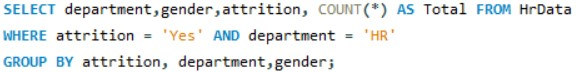 SELECT department,gender,attrition, COUNT(*) AS Total FROM HrData
WHERE attrition = 'Yes' AND department = 'HR'
GROUP BY attrition, department,gender;